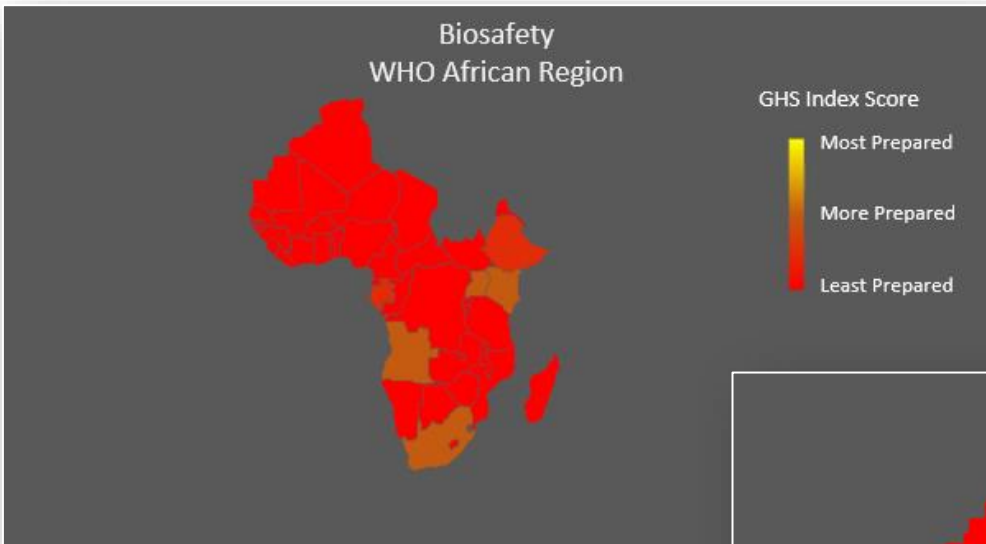 Biosafety
WHO African Region
GHS Index Score
Most Prepared
More Prepared
Least Prepared